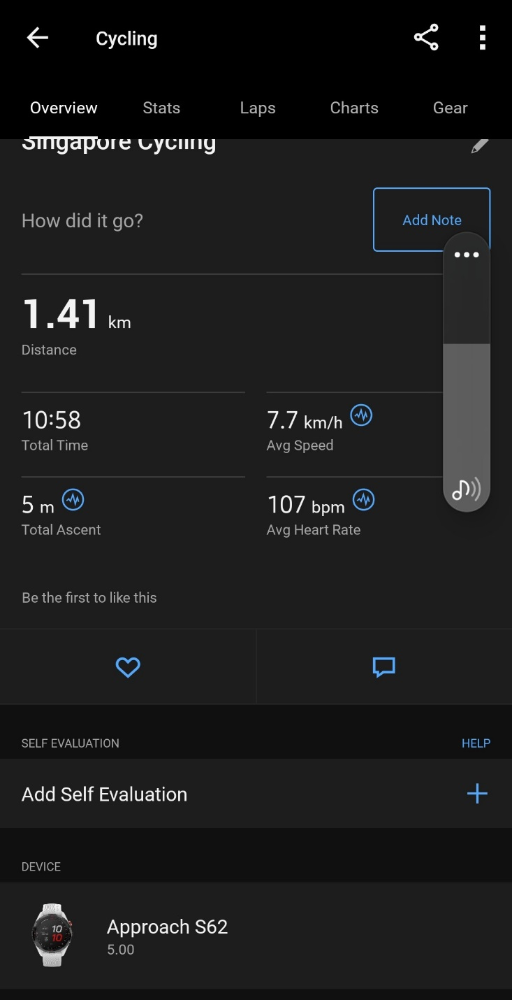 Cycling
Overview Stats Laps Charts Gear
Singapore Cycling
How did it go?
Add Note
1.41 km
Distance
10:58
Total Time
7.7 km/h
Avg Speed
5 m
Total Ascent
107 bpm
Avg Heart Rate
Be the first to like this
SELF EVALUATION
HELP
Add Self Evaluation
DEVICE
10
10
Approach S62
5.00